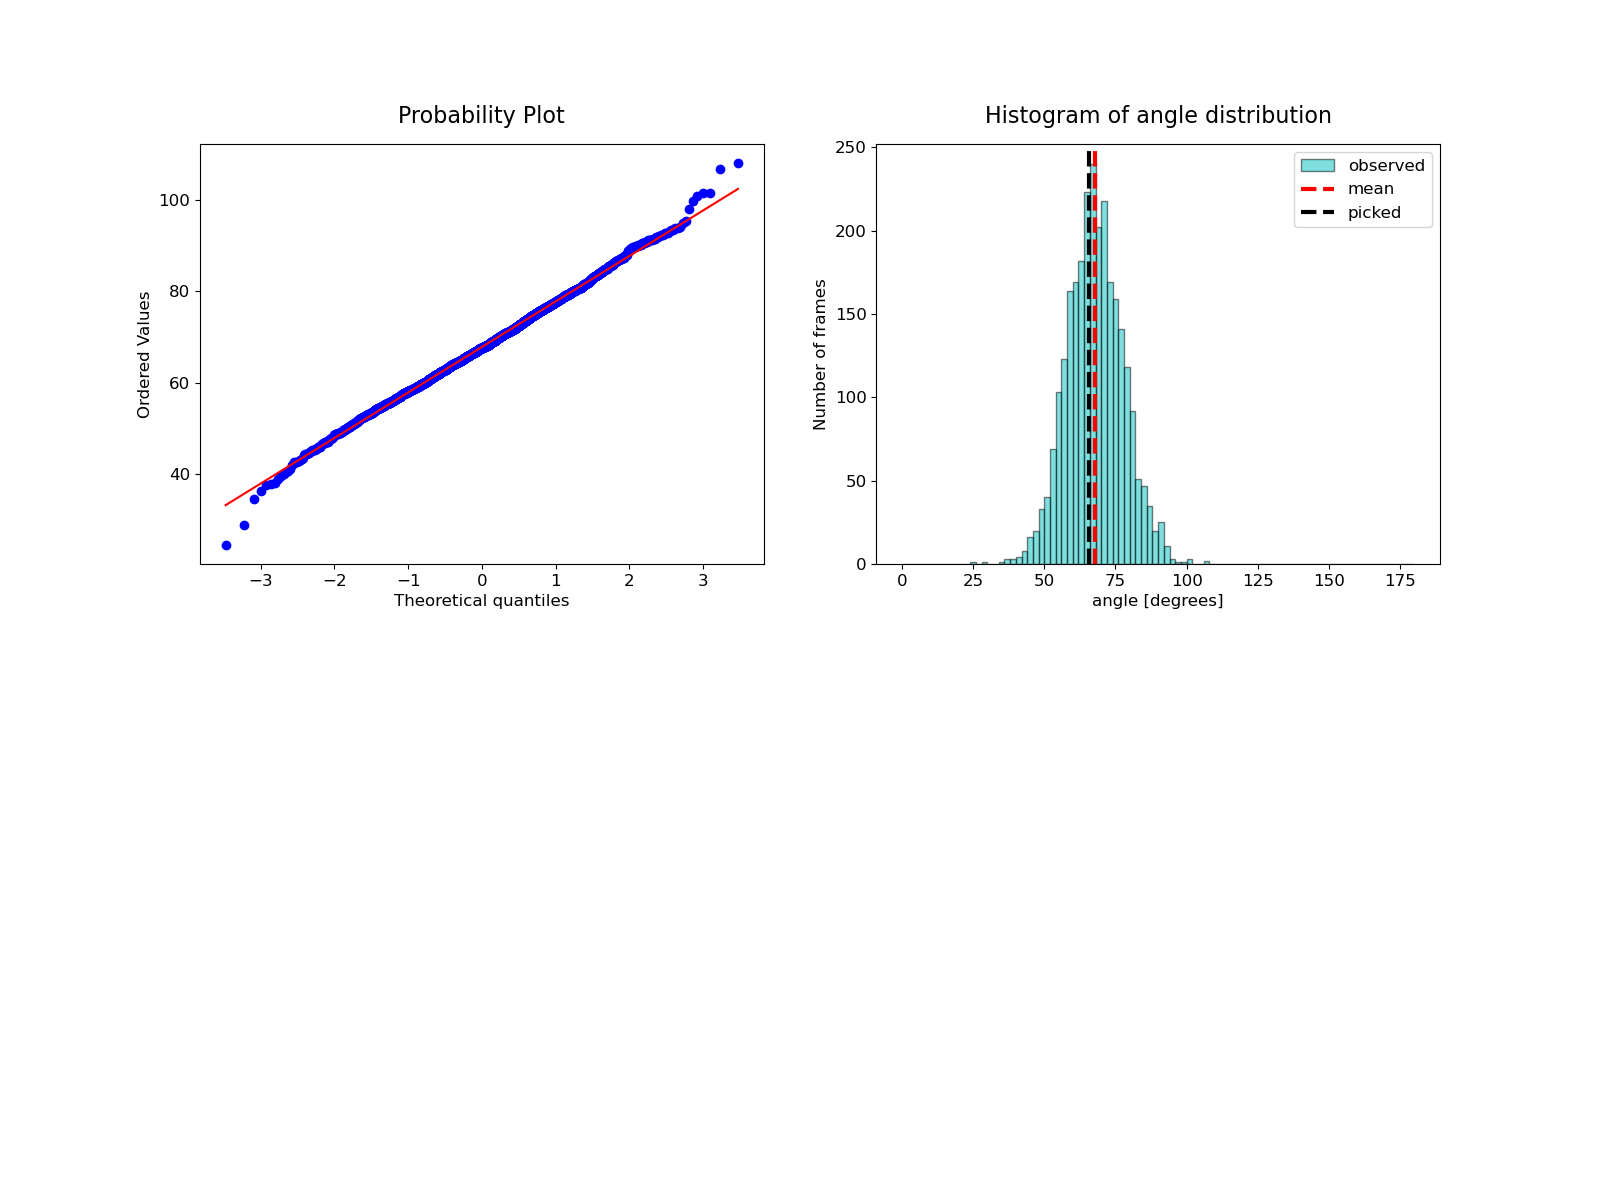 Probability Plot
Ordered Values
100
80
60
40
−3 −2 −1 0 1 2 3
Theoretical quantiles
Histogram of angle distribution
Number of frames
250
200
150
100
50
0
observed
mean
picked
0 25 50 75 100 125 150 175
angle [degrees]